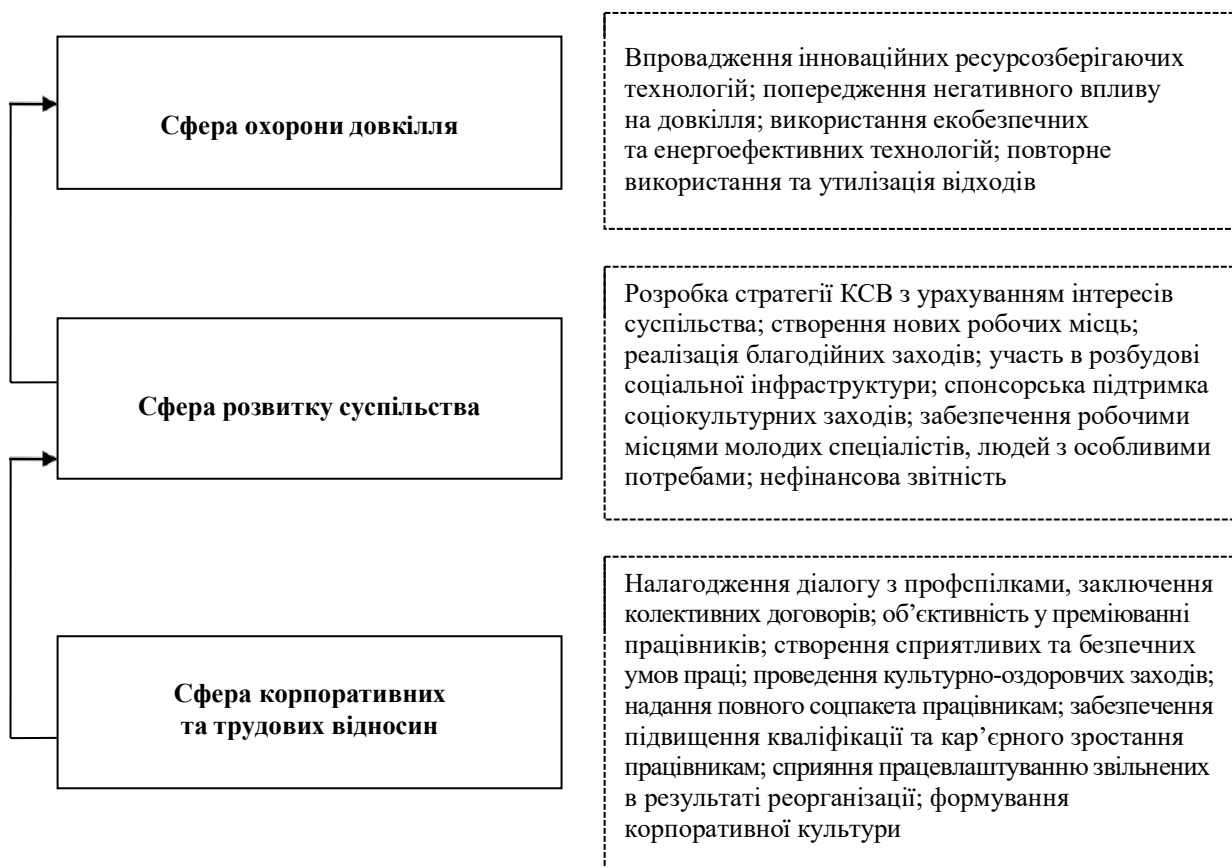 Сфера охорони довкілля
Впровадження інноваційних ресурсозберігаючих
технологій; попередження негативного впливу
на довкілля; використання екобезпечних
та енергоефективних технологій; повторне
використання та утилізація відходів
Сфера розвитку суспільства
Розробка стратегії КСВ з урахуванням інтересів
суспільства; створення нових робочих місць;
реалізація благодійних заходів; участь в розбудові
соціальної інфраструктури; спонсорська підтримка
соціокультурних заходів; забезпечення робочими
місцями молодих спеціалістів, людей з особливими
потребами; нефінансова звітність
Сфера корпоративних
та трудових відносин
Налагодження діалогу з профспілками, заключення
колективних договорів; об’єктивність у преміюванні
працівників; створення сприятливих та безпечних
умов праці; проведення культурно-оздоровчих заходів;
надання повного соцпакета працівникам; забезпечення
підвищення кваліфікації та кар’єрного зростання
працівникам; сприяння працевлаштуванню звільнених
в результаті реорганізації; формування
корпоративної культури